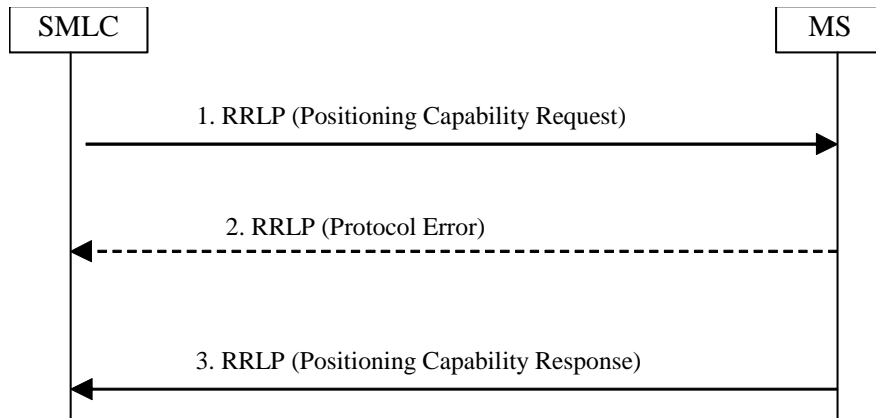 SMLC
MS
1. RRLP (Positioning Capability Request)
2. RRLP (Protocol Error)
3. RRLP (Positioning Capability Response)